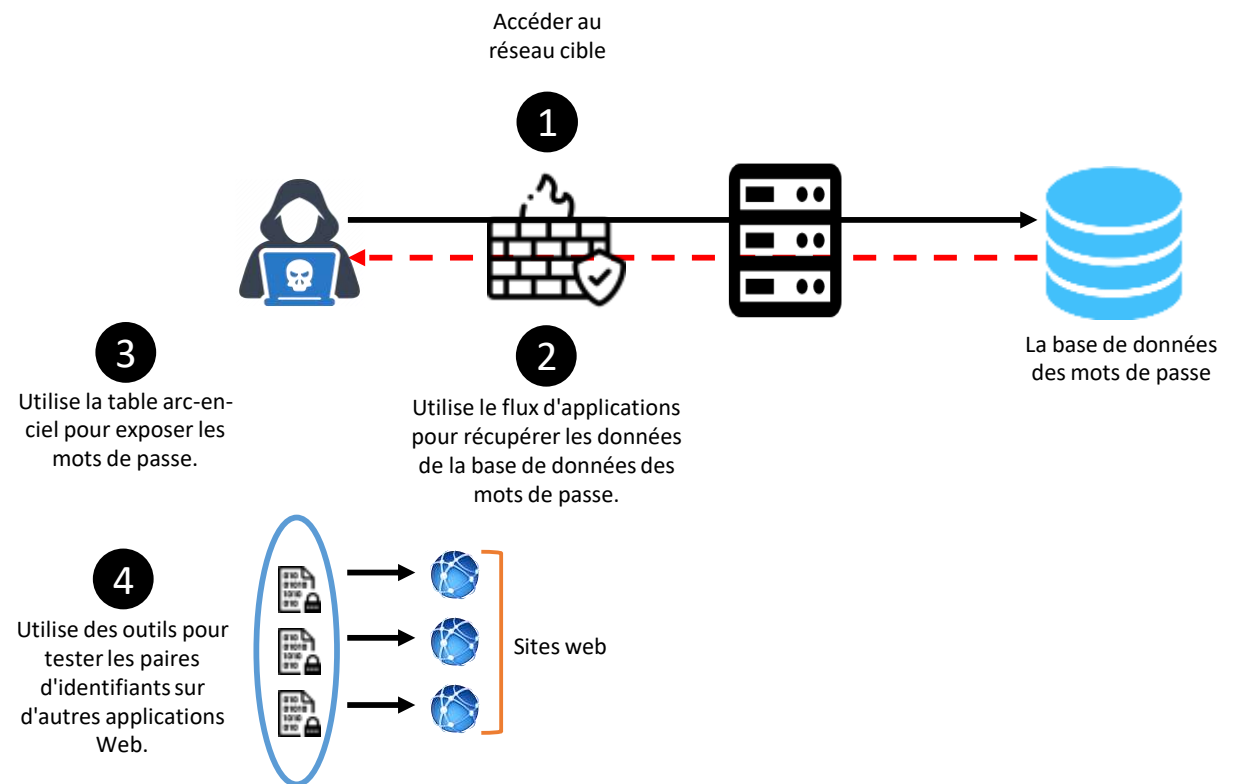 Accéder au
réseau cible
1
3
Utilise la table arc-en-
ciel pour exposer les
mots de passe.
2
Utilise le flux d'applications
pour récupérer les données
de la base de données des
mots de passe.
La base de données
des mots de passe
4
Utilise des outils pour
tester les paires
d'identifiants sur
d'autres applications
Web.
Sites web